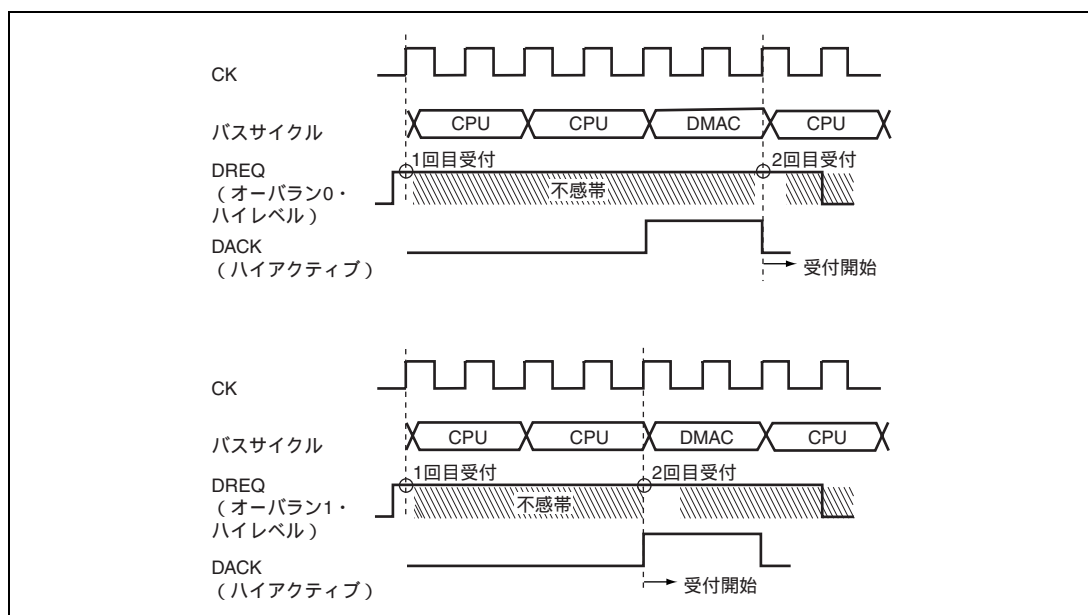 CK
バスサイクル
CPU CPU DMAC CPU
DREQ
(オーバラン0・
ハイレベル)
1回目受付 2回目受付
不感帯
DACK
(ハイアクティブ)
受付開始
CK
バスサイクル
CPU CPU DMAC CPU
DREQ
(オーバラン1・
ハイレベル)
1回目受付 2回目受付
不感帯
DACK
(ハイアクティブ)
受付開始